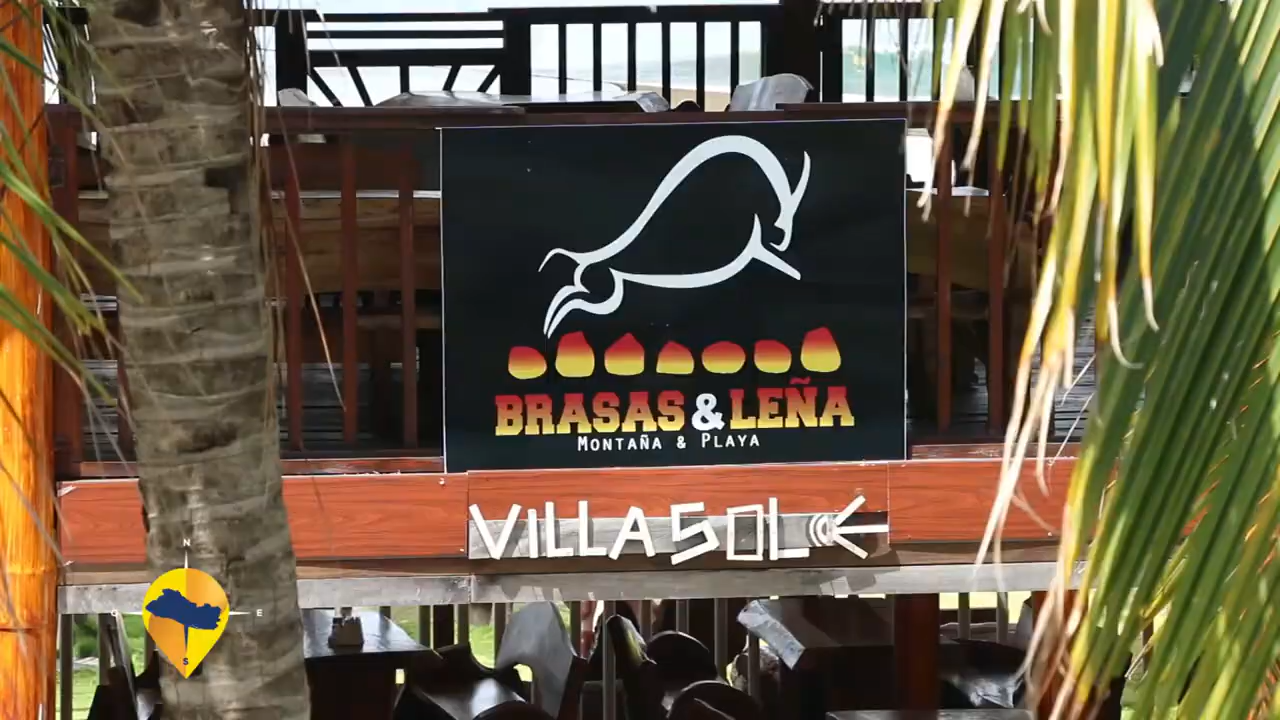 BRASAS & LEÑA
MONTAÑA & PLAYA
VILLA SOL
N
O E
S